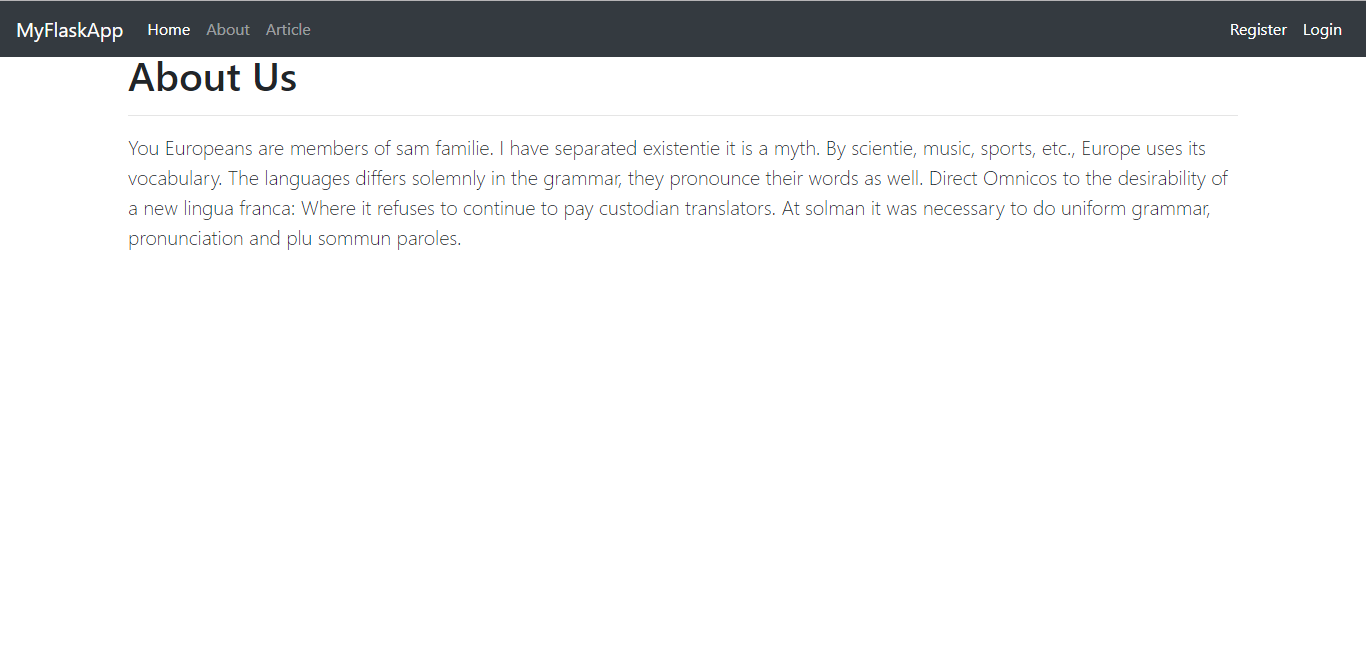 MyFlaskApp Home About Article Register Login
About Us
You Europeans are members of sam familie. I have separated existentie it is a myth. By scientie, music, sports, etc., Europe uses its
vocabulary. The languages differs solemnly in the grammar, they pronounce their words as well. Direct Omnicos to the desirability of
a new lingua franca: Where it refuses to continue to pay custodian translators. At solman it was necessary to do uniform grammar,
pronunciation and plu sommun paroles.